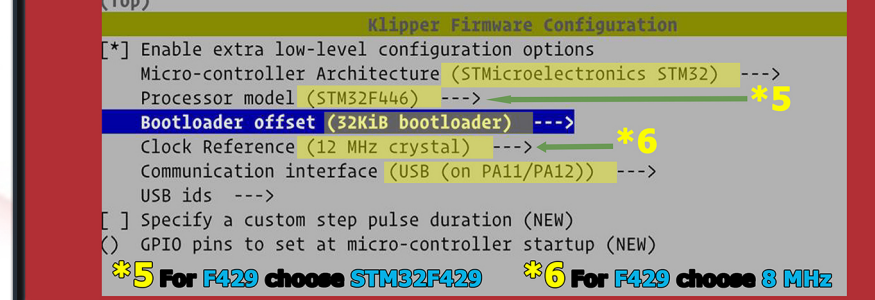 (Top)
Klipper Firmware Configuration
[*] Enable extra low-level configuration options
Micro-controller Architecture (STMicroelectronics STM32) --->
Processor model (STM32F446) ---> *5
Bootloader offset (32KiB bootloader) --->
Clock Reference (12 MHz crystal) ---> *6
Communication interface (USB (on PA11/PA12)) --->
USB ids --->
[ ] Specify a custom step pulse duration (NEW)
() GPIO pins to set at micro-controller startup (NEW)
*5 For F429 choose STM32F429 *6 For F429 choose 8 MHz